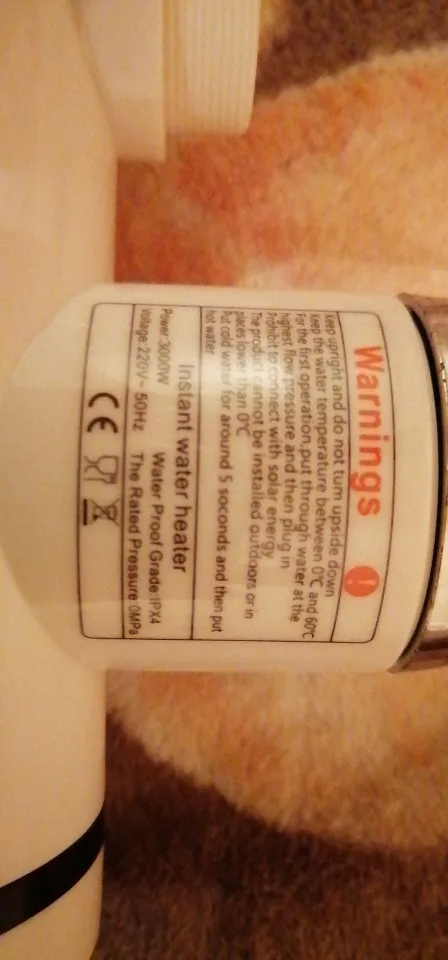 Warnings !
keep upright and do not tum upside down
keep the water temperature between 0℃ and 60℃
For the first operation,put through water at the
highest flow pressure and then plug in
Prohibit to connect with solar energy
The product cannot be installed outdoors or in
places lower than 0℃
Put cold water for around 5 soconds and then put
hot water
Instant water heater
Power 3000W Water Proof Grade:IPX4
Voltage 220V~ 50Hz The Rated Pressure 0MPa
CE